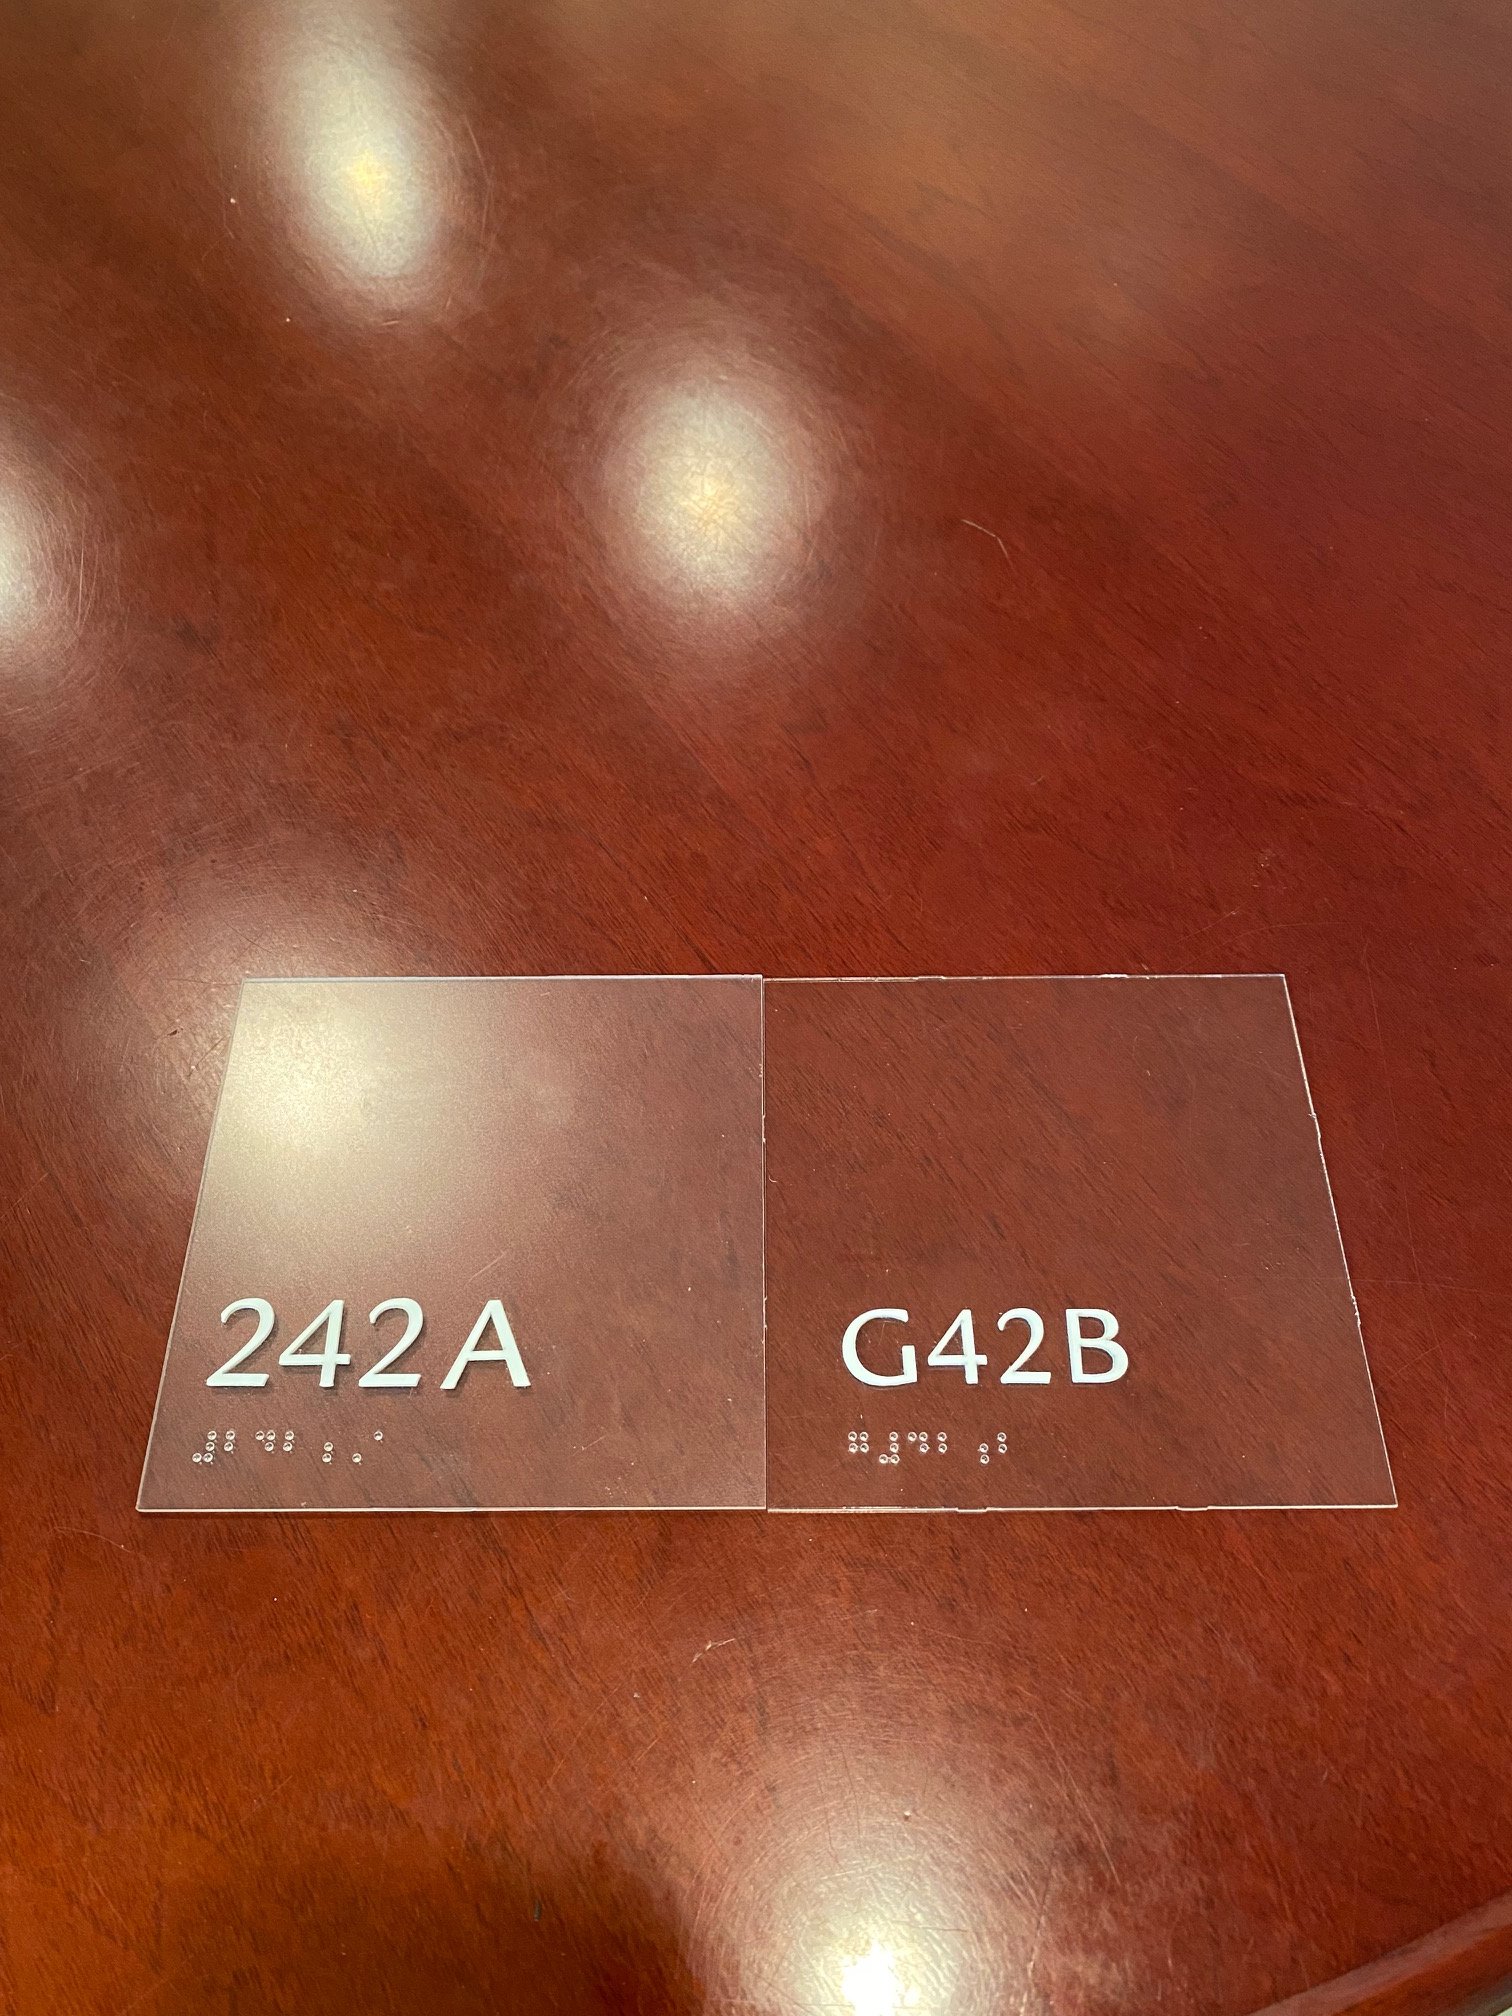 242A
G42B
⠼⠃⠙⠃ ⠰⠠⠁
⠛⠼⠙⠃ ⠰⠃